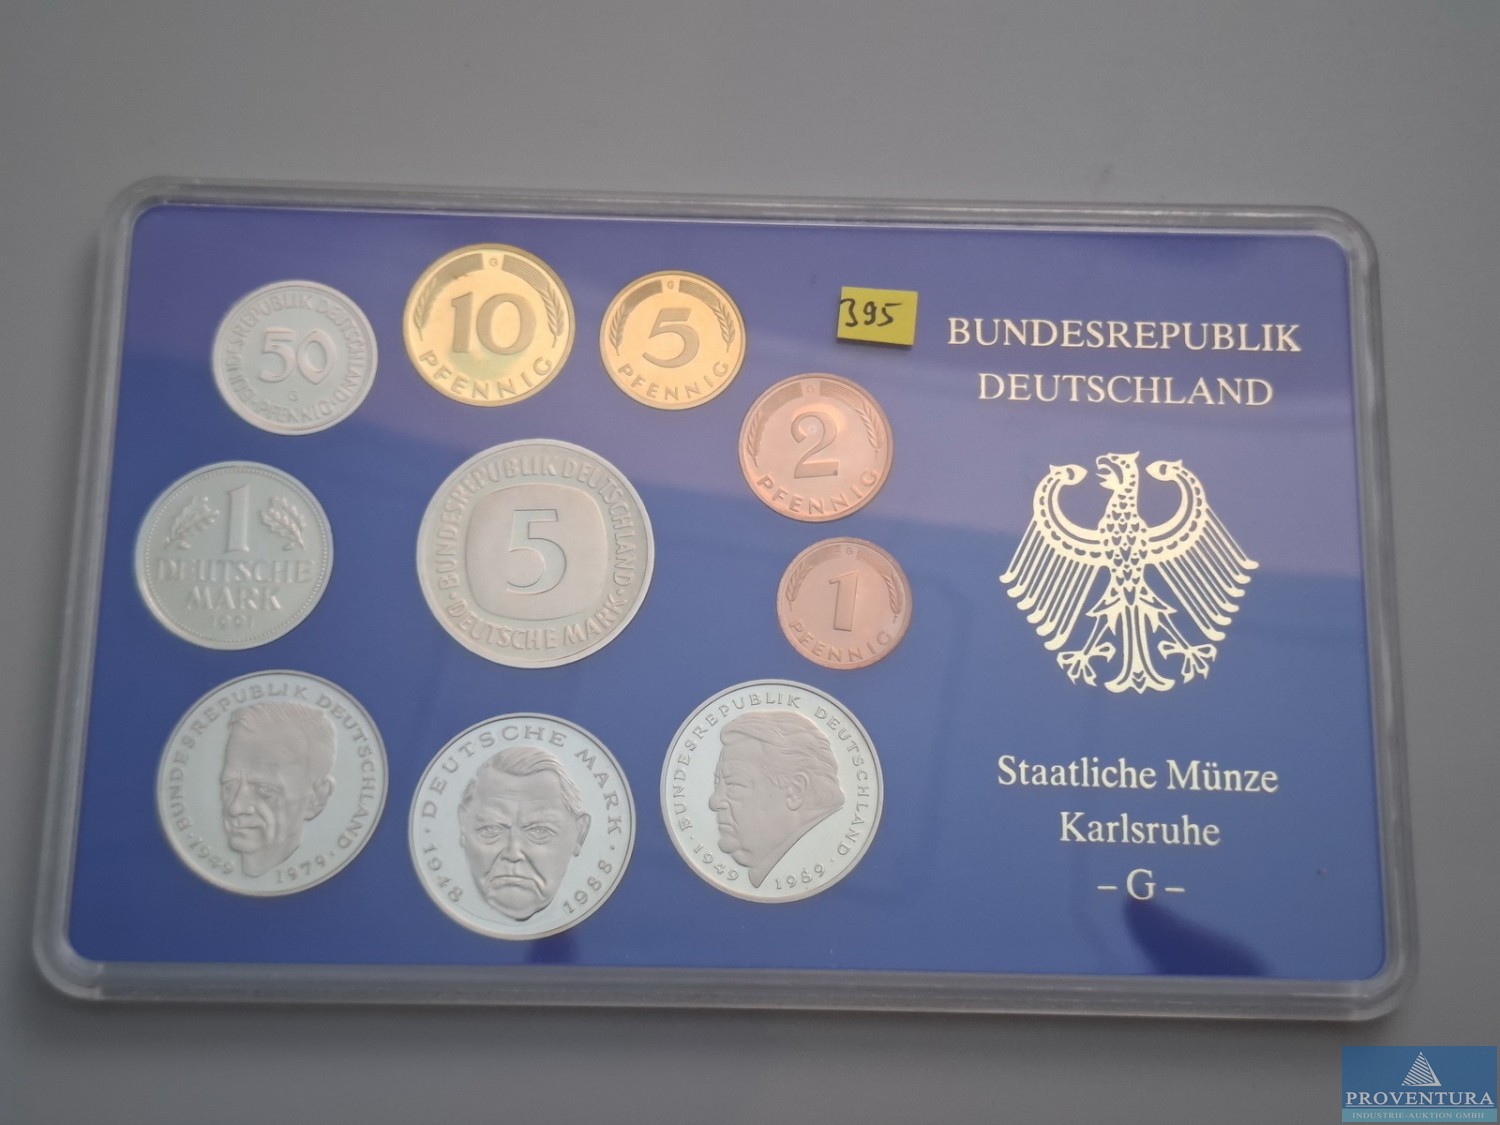 50
BUNDESREPUBLIK DEUTSCHLAND
G
PFENNIG
G
10
PFENNIG
G
5
PFENNIG
395
BUNDESREPUBLIK
DEUTSCHLAND
G
2
PFENNIG
1
DEUTSCHE
MARK
1991
·BUNDESREPUBLIK DEUTSCHLAND·
5
DEUTSCHE MARK
G
1
PFENNIG
·BUNDESREPUBLIK DEUTSCHLAND·
1949 1979
·DEUTSCHE MARK·
1948 1988
·BUNDESREPUBLIK DEUTSCHLAND·
1949 1989
Staatliche Münze
Karlsruhe
– G –
PROVENTURA
INDUSTRIE-AUKTION GMBH